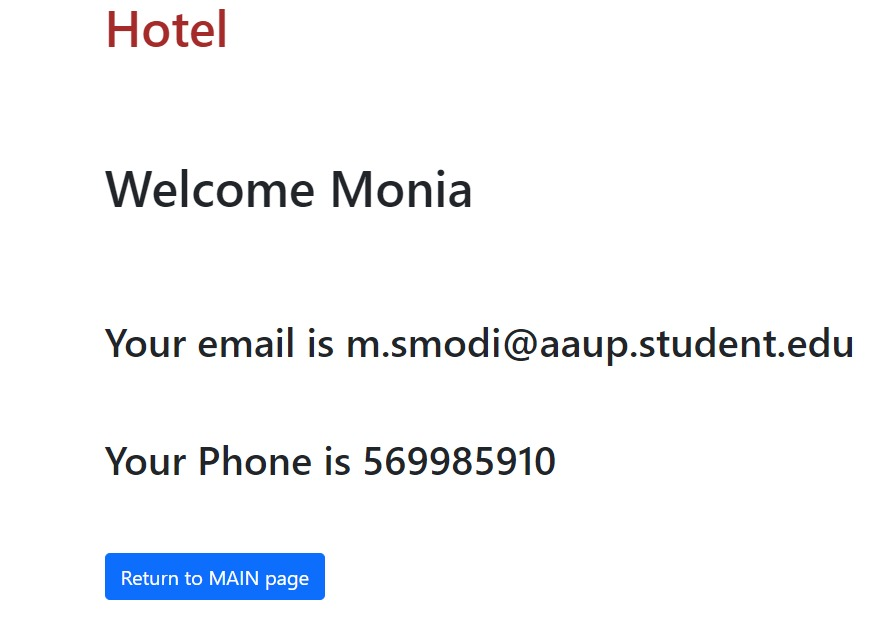 Hotel
Welcome Monia
Your email is m.smodi@aaup.student.edu
Your Phone is 569985910
Return to MAIN page